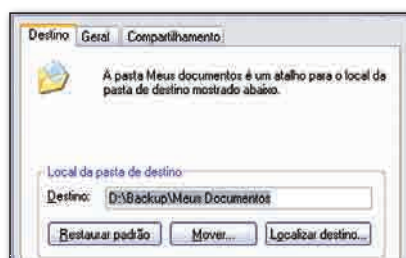 Destino Geral Compartilhamento
A pasta Meus documentos é um atalho para o local da
pasta de destino mostrado abaixo.
Local da pasta de destino
Destino: D:\Backup\Meus Documentos
Restaurar padrão Mover... Localizar destino...